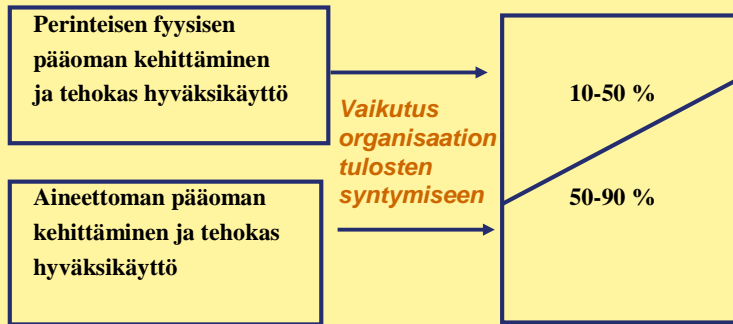 Perinteisen fyysisen
pääoman kehittäminen
ja tehokas hyväksikäyttö
Vaikutus
organisaation
tulosten
syntymiseen
10-50 %
Aineettoman pääoman
kehittäminen ja tehokas
hyväksikäyttö
50-90 %